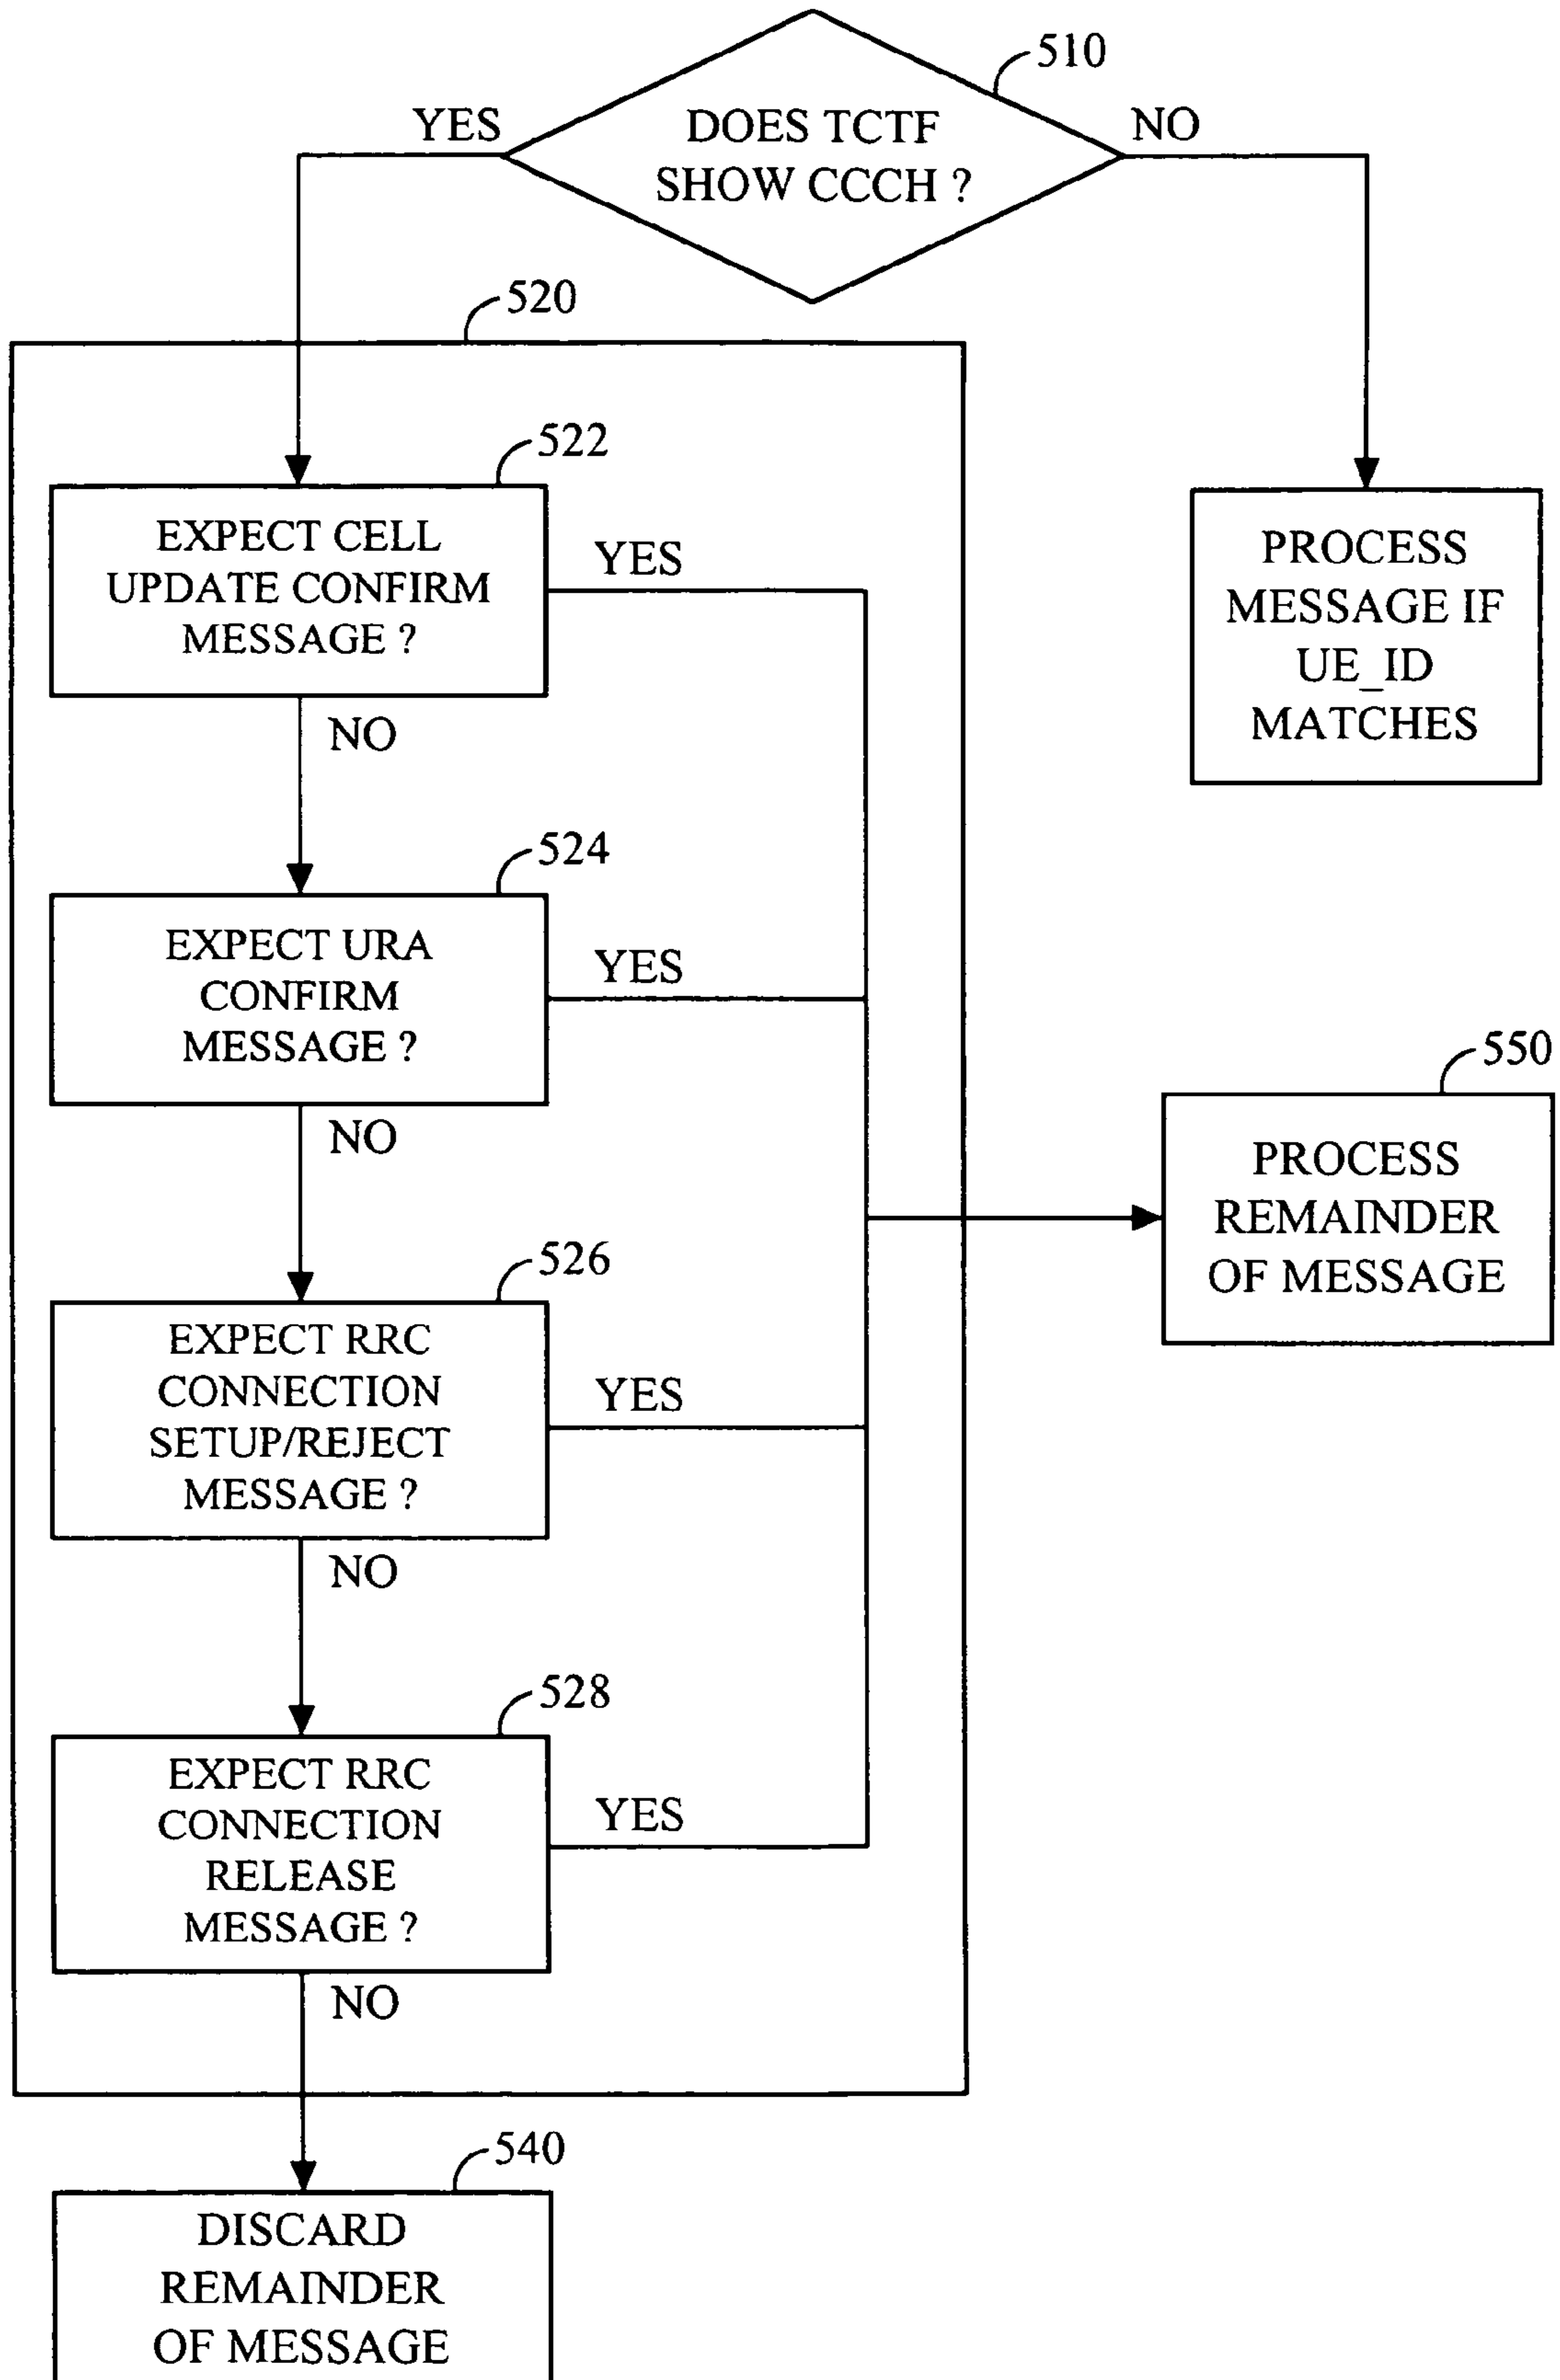 510
YES
DOES TCTF
SHOW CCCH ?
NO
520
522
EXPECT CELL
UPDATE CONFIRM
MESSAGE ?
YES
NO
PROCESS
MESSAGE IF
UE_ID
MATCHES
524
EXPECT URA
CONFIRM
MESSAGE ?
YES
NO
550
PROCESS
REMAINDER
OF MESSAGE
526
EXPECT RRC
CONNECTION
SETUP/REJECT
MESSAGE ?
YES
NO
528
EXPECT RRC
CONNECTION
RELEASE
MESSAGE ?
YES
NO
540
DISCARD
REMAINDER
OF MESSAGE